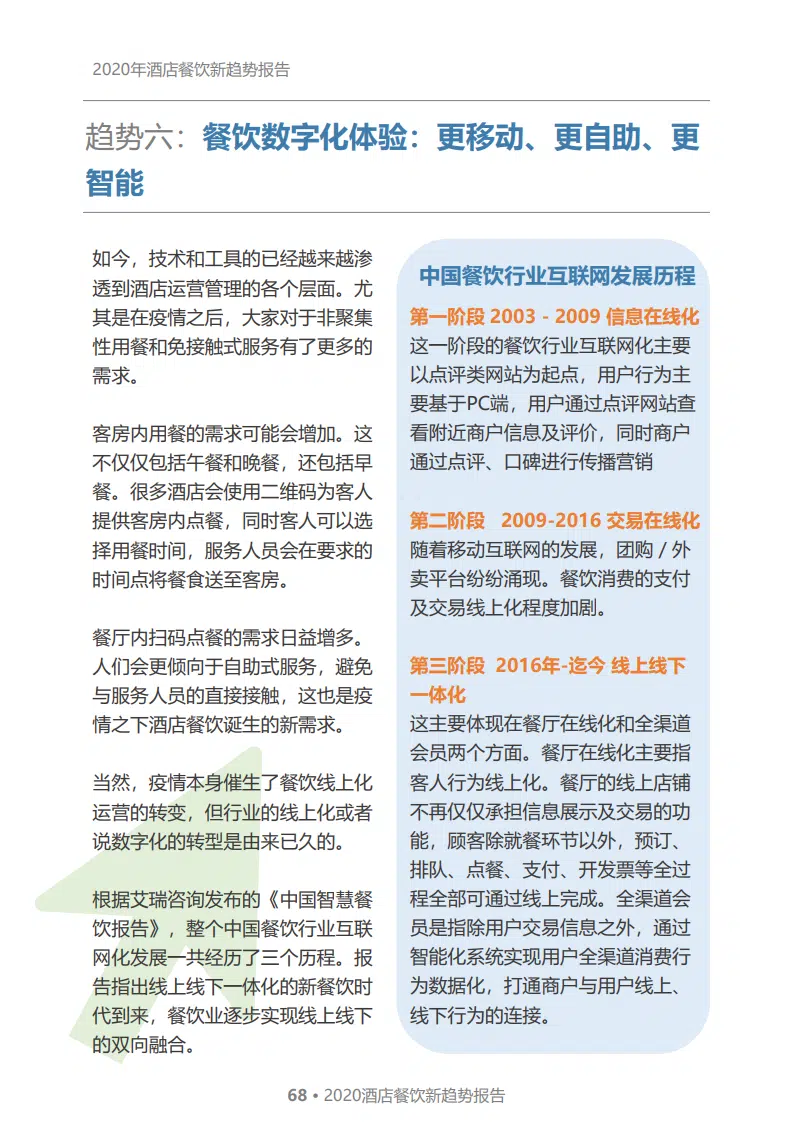 2020年酒店餐饮新趋势报告
趋势六：餐饮数字化体验：更移动、更自助、更
智能
如今，技术和工具的已经越来越渗
透到酒店运营管理的各个层面。尤
其是在疫情之后，大家对于非聚集
性用餐和免接触式服务有了更多的
需求。
客房内用餐的需求可能会增加。这
不仅仅包括午餐和晚餐，还包括早
餐。很多酒店会使用二维码为客人
提供客房内点餐，同时客人可以选
择用餐时间，服务人员会在要求的
时间点将餐食送至客房。
餐厅内扫码点餐的需求日益增多。
人们会更倾向于自助式服务，避免
与服务人员的直接接触，这也是疫
情之下酒店餐饮诞生的新需求。
当然，疫情本身催生了餐饮线上化
运营的转变，但行业的线上化或者
说数字化的转型是由来已久的。
根据艾瑞咨询发布的《中国智慧餐
饮报告》，整个中国餐饮行业互联
网化发展一共经历了三个历程。报
告指出线上线下一体化的新餐饮时
代到来，餐饮业逐步实现线上线下
的双向融合。
中国餐饮行业互联网发展历程
第一阶段 2003 - 2009 信息在线化
这一阶段的餐饮行业互联网化主要
以点评类网站为起点，用户行为主
要基于PC端，用户通过点评网站查
看附近商户信息及评价，同时商户
通过点评、口碑进行传播营销
第二阶段 2009-2016 交易在线化
随着移动互联网的发展，团购 / 外
卖平台纷纷涌现。餐饮消费的支付
及交易线上化程度加剧。
第三阶段 2016年-迄今 线上线下
一体化
这主要体现在餐厅在线化和全渠道
会员两个方面。餐厅在线化主要指
客人行为线上化。餐厅的线上店铺
不再仅仅承担信息展示及交易的功
能，顾客除就餐环节以外，预订、
排队、点餐、支付、开发票等全过
程全部可通过线上完成。全渠道会
员是指除用户交易信息之外，通过
智能化系统实现用户全渠道消费行
为数据化，打通商户与用户线上、
线下行为的连接。
68 • 2020酒店餐饮新趋势报告